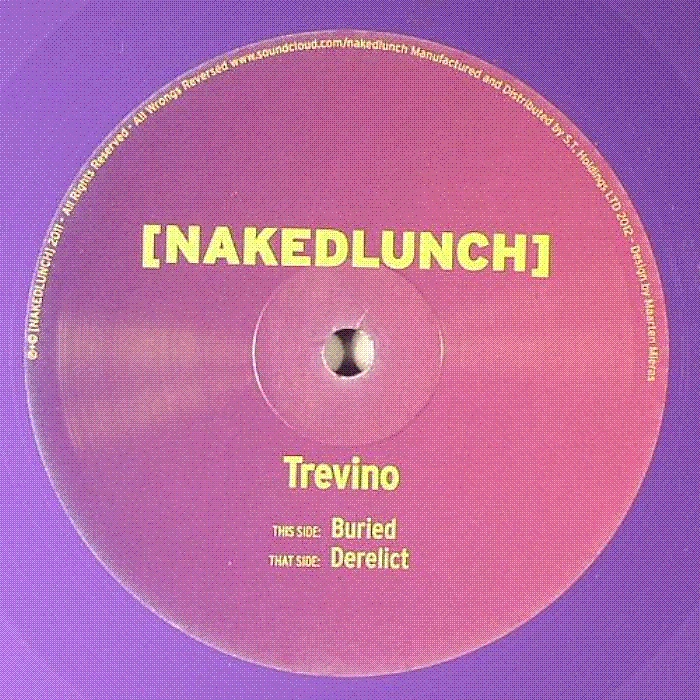 ℗+© [NAKEDLUNCH] 2011 - All Rights Reserved - All Wrongs Reversed www.soundcloud.com/nakedlunch Manufactured and Distributed by S.T. Holdings LTD 2012 - Design by Maarten Mieras
[NAKEDLUNCH]
Trevino
THIS SIDE: Buried
THAT SIDE: Derelict